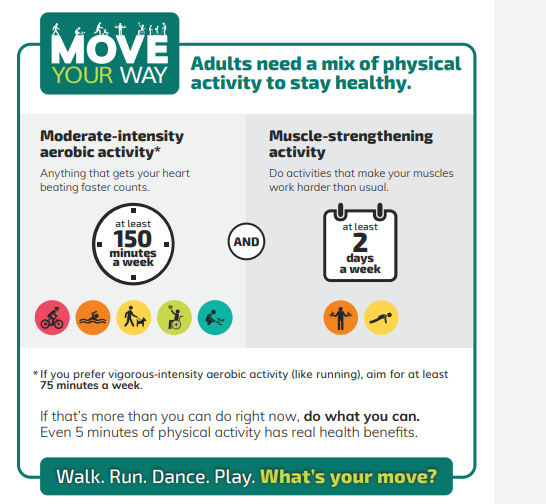 MOVE
YOUR WAY
Adults need a mix of physical
activity to stay healthy.
Moderate-intensity
aerobic activity*
Anything that gets your heart
beating faster counts.
at least
150
minutes
a week
AND
Muscle-strengthening
activity
Do activities that make your muscles
work harder than usual.
at least
2
days
a week
* If you prefer vigorous-intensity aerobic activity (like running), aim for at least
75 minutes a week.
If that’s more than you can do right now, do what you can.
Even 5 minutes of physical activity has real health benefits.
Walk. Run. Dance. Play. What’s your move?